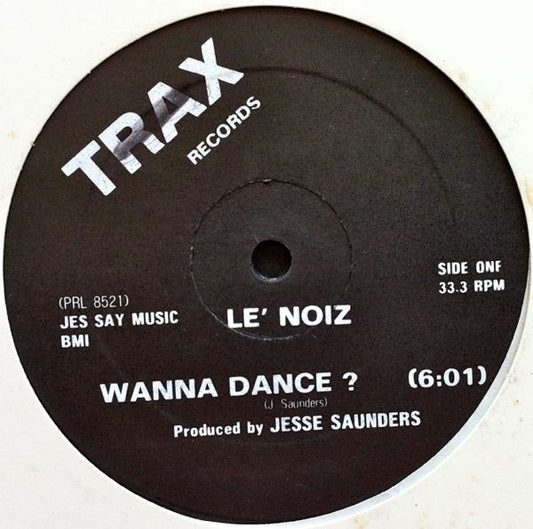 TRAX
RECORDS
SIDE ONE
33.3 RPM
(PRL 8521)
JES SAY MUSIC
BMI
LE' NOIZ
WANNA DANCE ? (6:01)
(J Saunders)
Produced by JESSE SAUNDERS